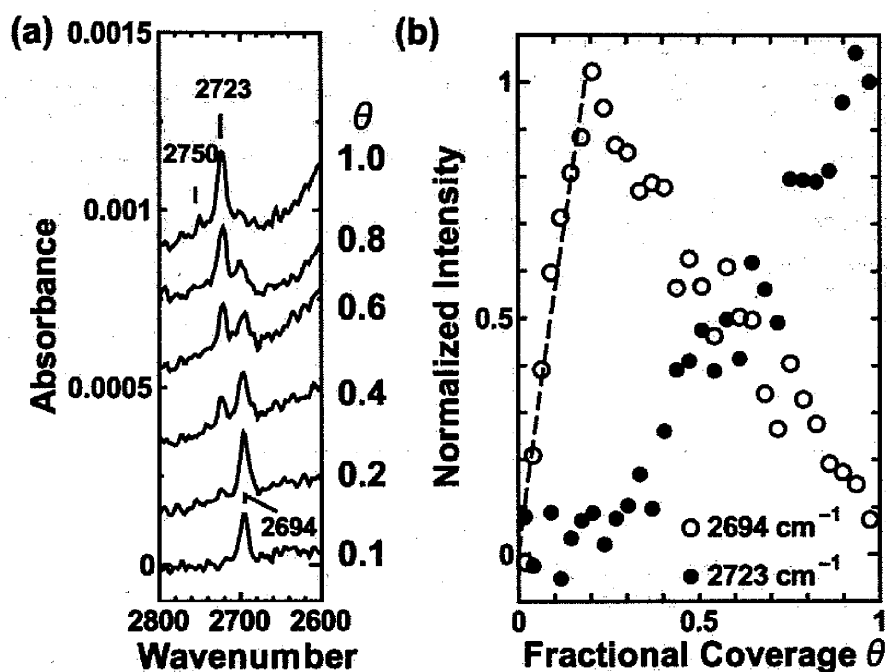 (a)
0.0015
0.001
0.0005
0
Absorbance
2723
2750
2694
θ
1.0
0.8
0.6
0.4
0.2
0.1
2800 2700 2600
Wavenumber
(b)
1
0.5
0
Normalized Intensity
2694 cm⁻¹
2723 cm⁻¹
0 0.5 1
Fractional Coverage θ